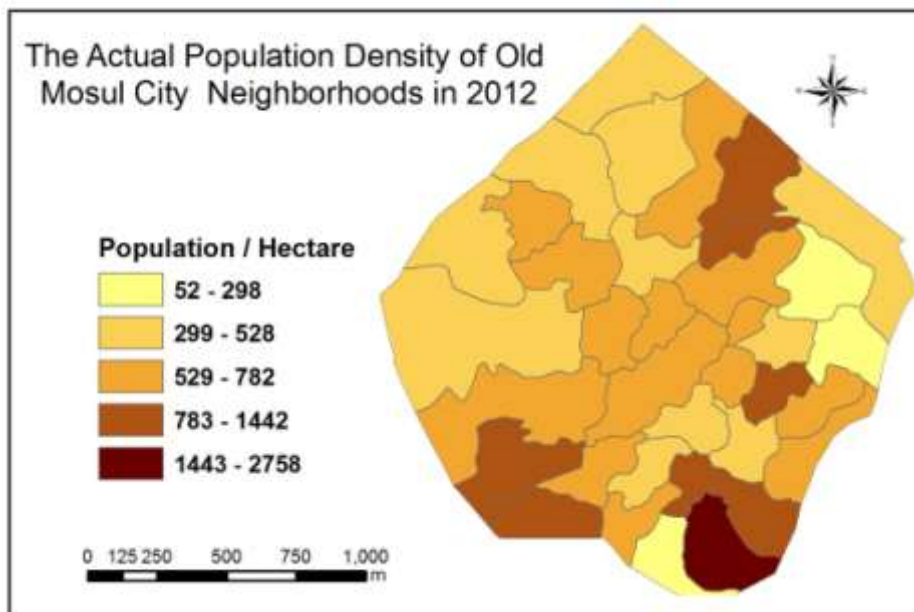 The Actual Population Density of Old
Mosul City Neighborhoods in 2012
Population / Hectare
52 - 298
299 - 528
529 - 782
783 - 1442
1443 - 2758
0 125 250 500 750 1,000
m